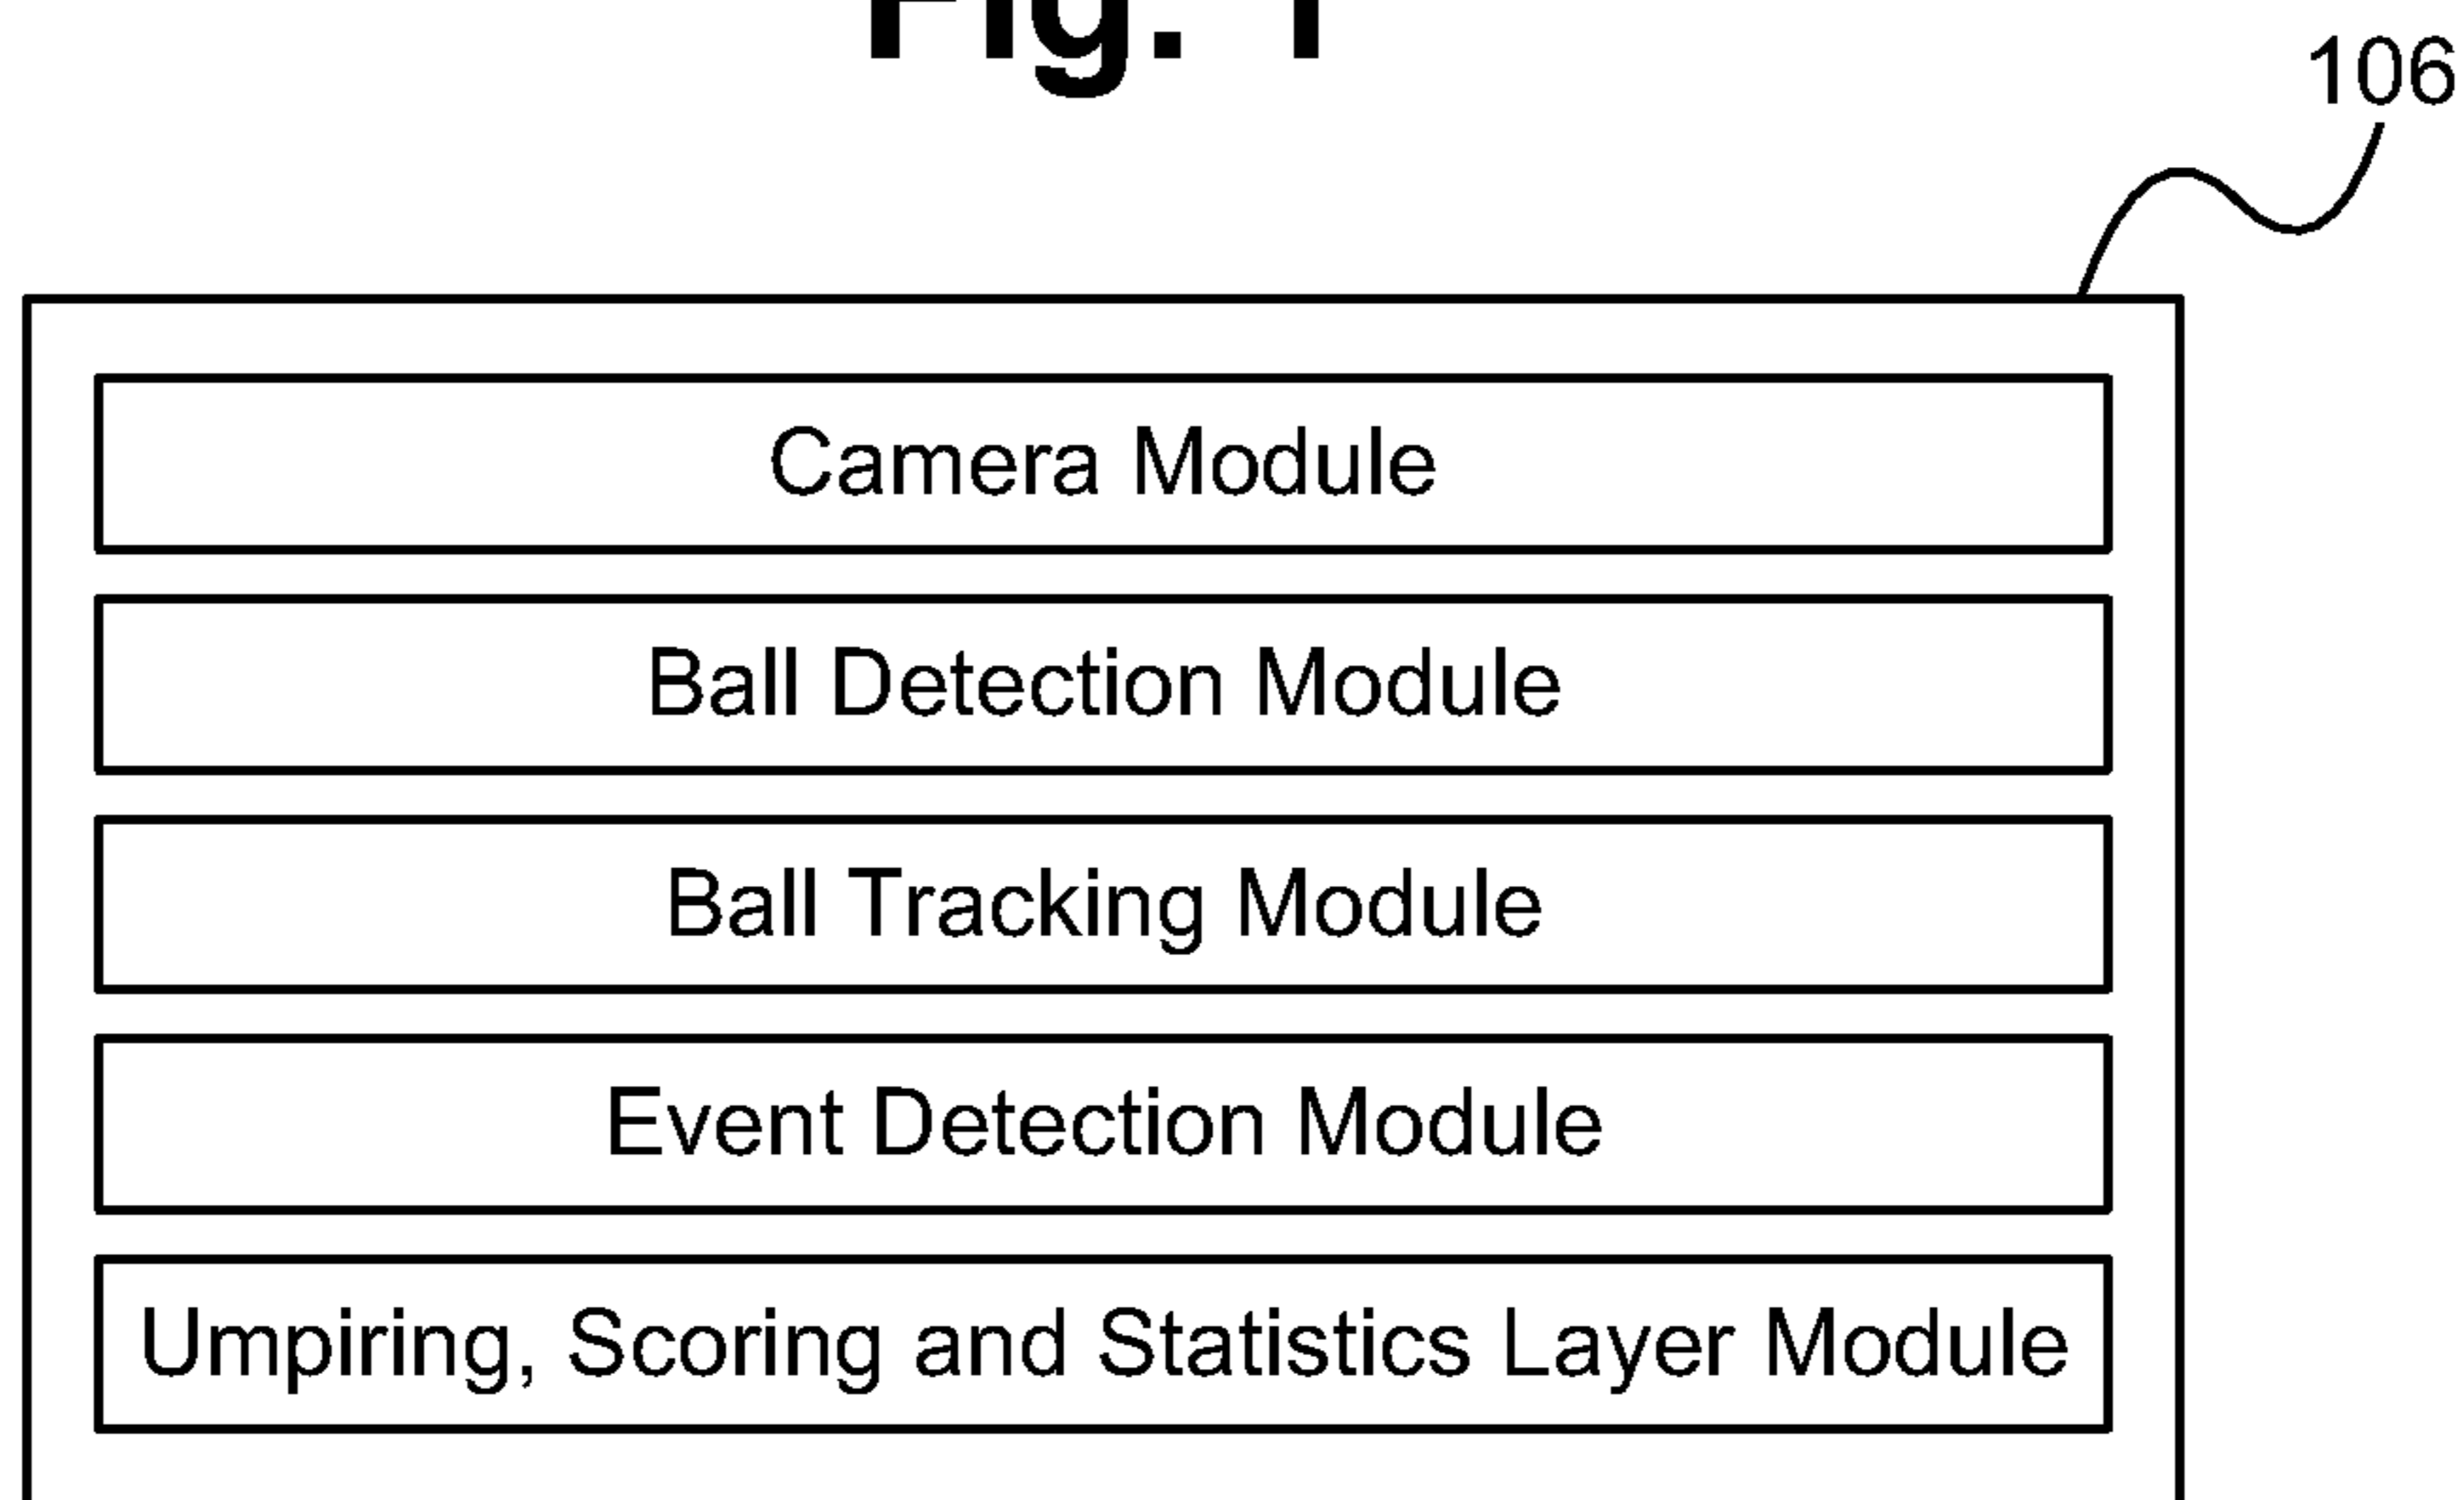 Fig. 1
106
Camera Module
Ball Detection Module
Ball Tracking Module
Event Detection Module
Umpiring, Scoring and Statistics Layer Module